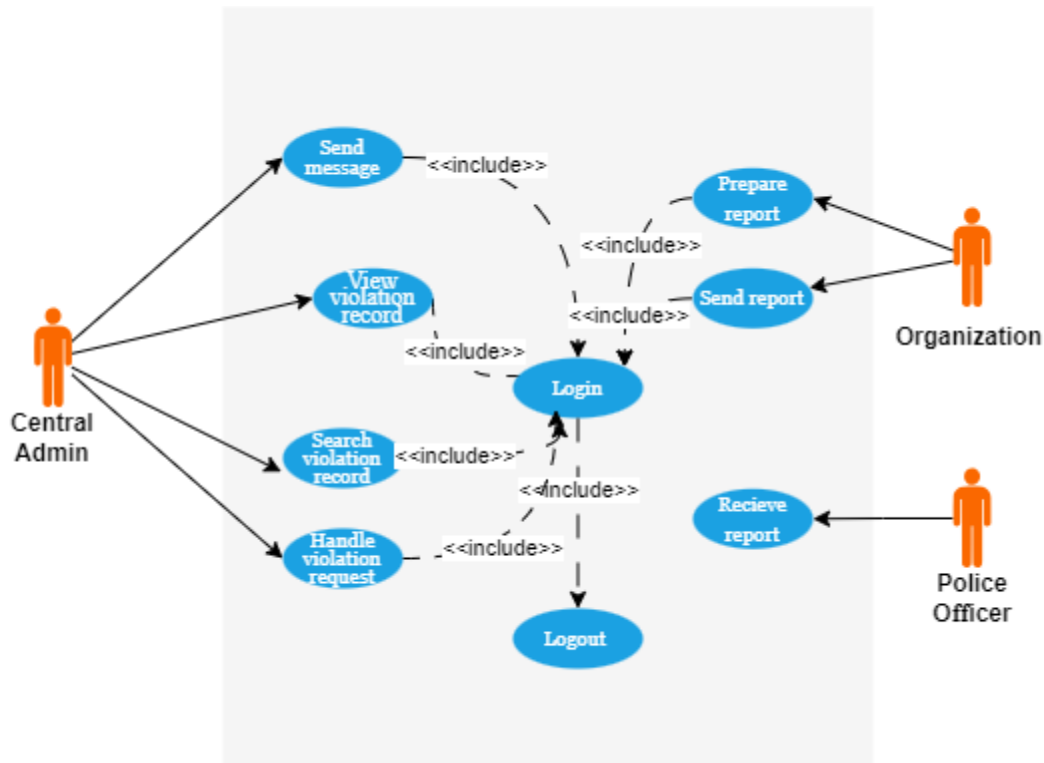 Send
message
<<include>>
Prepare
report
<<include>>
View
violation
record
Send report
<<include>>
Organization
<<include>>
Login
Central
Admin
Search
violation
record
<<include>>
<<include>>
Recieve
report
Handle
violation
request
<<include>>
Police
Officer
Logout